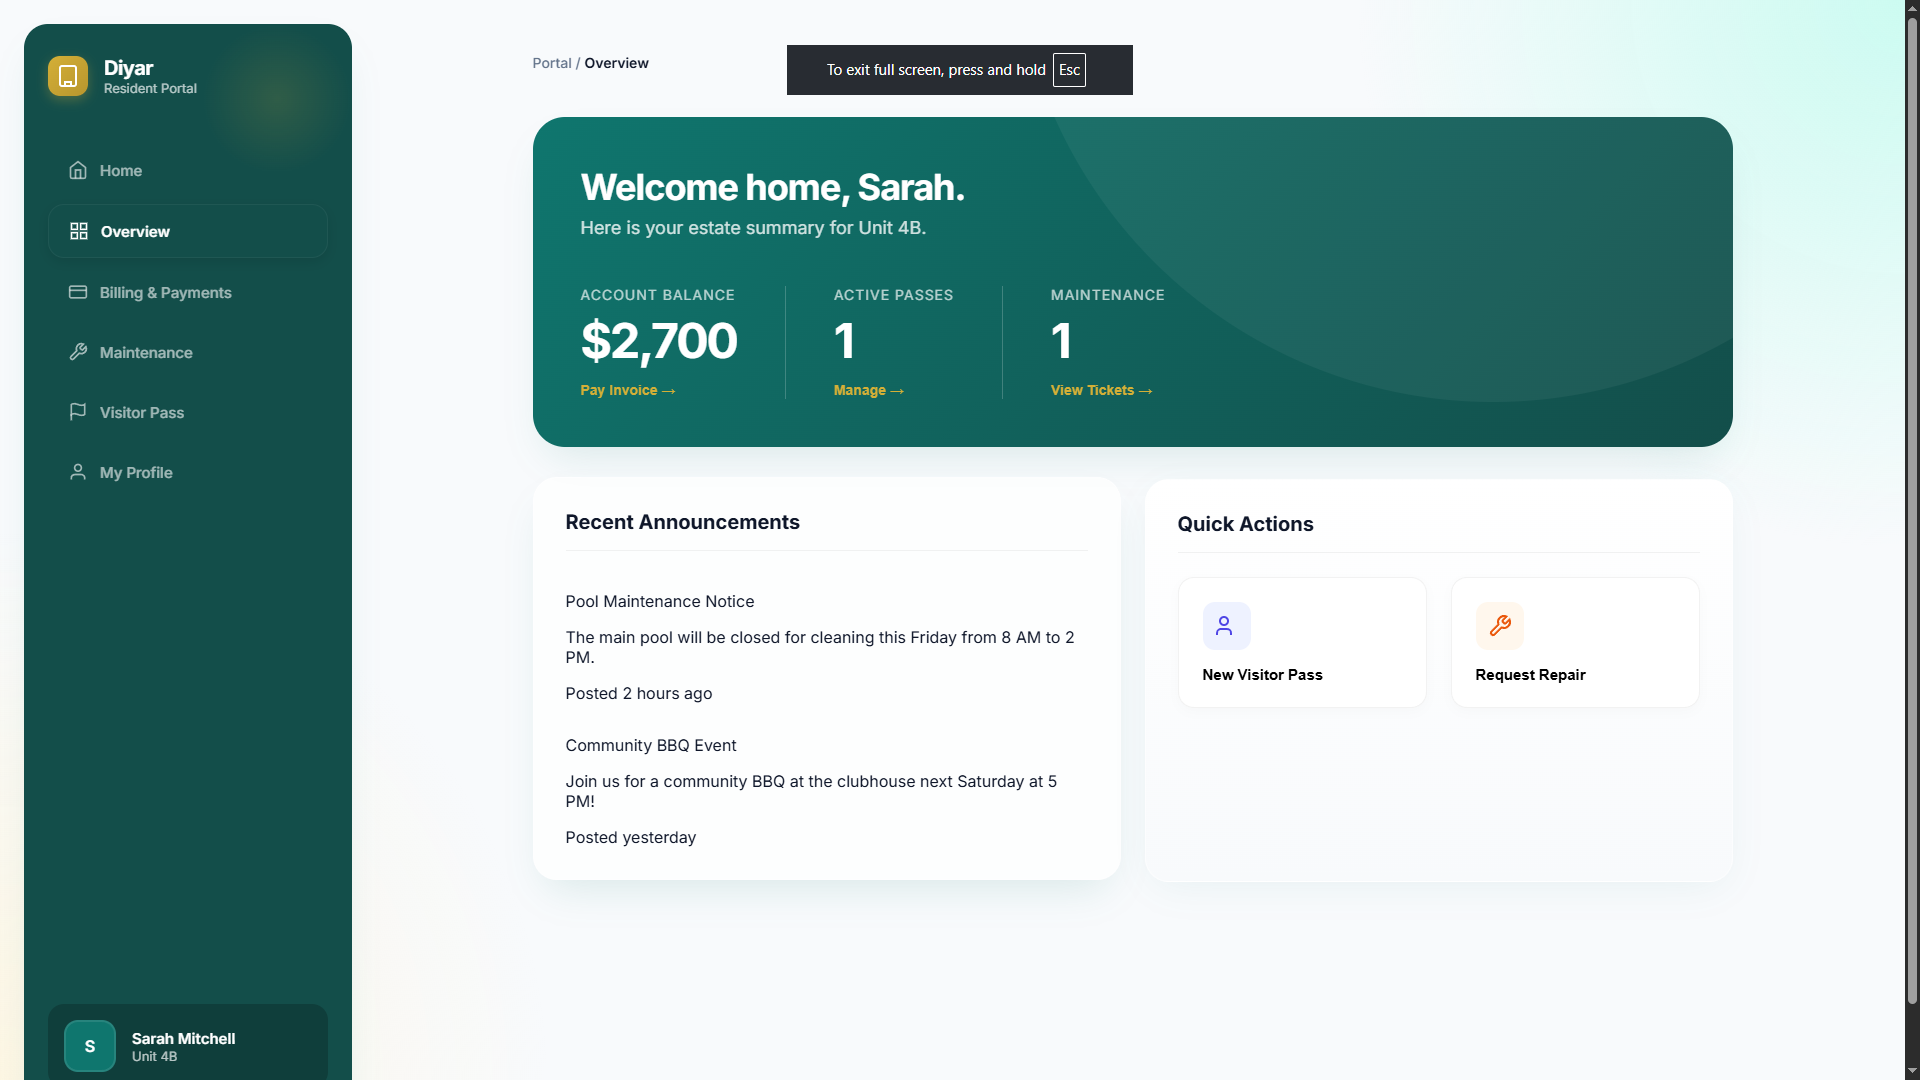 Diyar
Resident Portal
Home
Overview
Billing & Payments
Maintenance
Visitor Pass
My Profile
S
Sarah Mitchell
Unit 4B
Portal / Overview
To exit full screen, press and hold Esc
Welcome home, Sarah.
Here is your estate summary for Unit 4B.
ACCOUNT BALANCE
$2,700
Pay Invoice →
ACTIVE PASSES
1
Manage →
MAINTENANCE
1
View Tickets →
Recent Announcements
Pool Maintenance Notice
The main pool will be closed for cleaning this Friday from 8 AM to 2
PM.
Posted 2 hours ago
Community BBQ Event
Join us for a community BBQ at the clubhouse next Saturday at 5
PM!
Posted yesterday
Quick Actions
New Visitor Pass
Request Repair